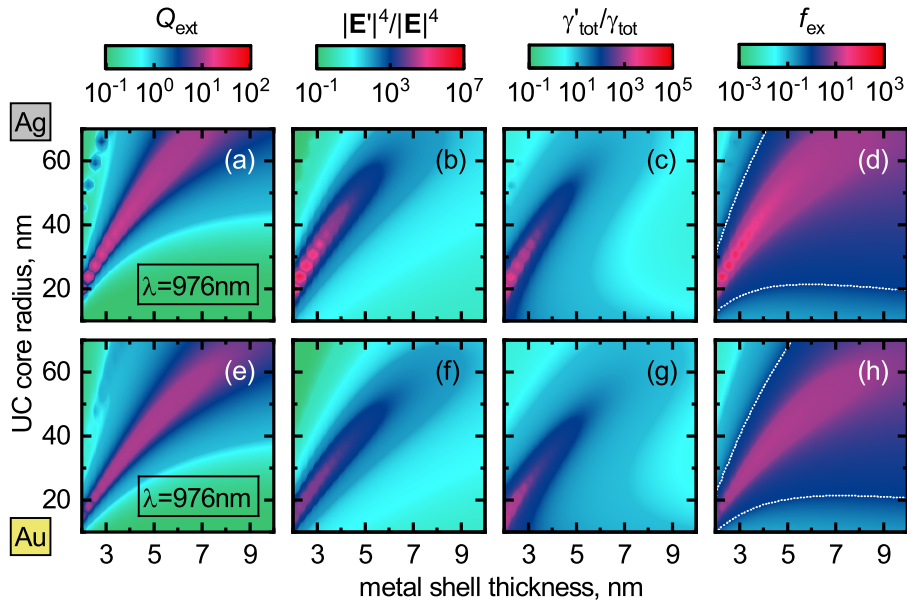 Q_ext |E'|^4/|E|^4 γ'_tot/γ_tot f_ex
10^-1 10^0 10^1 10^2 10^-1 10^3 10^7 10^-1 10^1 10^3 10^5 10^-3 10^-1 10^1 10^3
Ag
60 (a) (b) (c) (d)
40
20 λ=976nm
UC core radius, nm
60 (e) (f) (g) (h)
40
20 λ=976nm
Au
3 5 7 9 3 5 7 9 3 5 7 9 3 5 7 9
metal shell thickness, nm